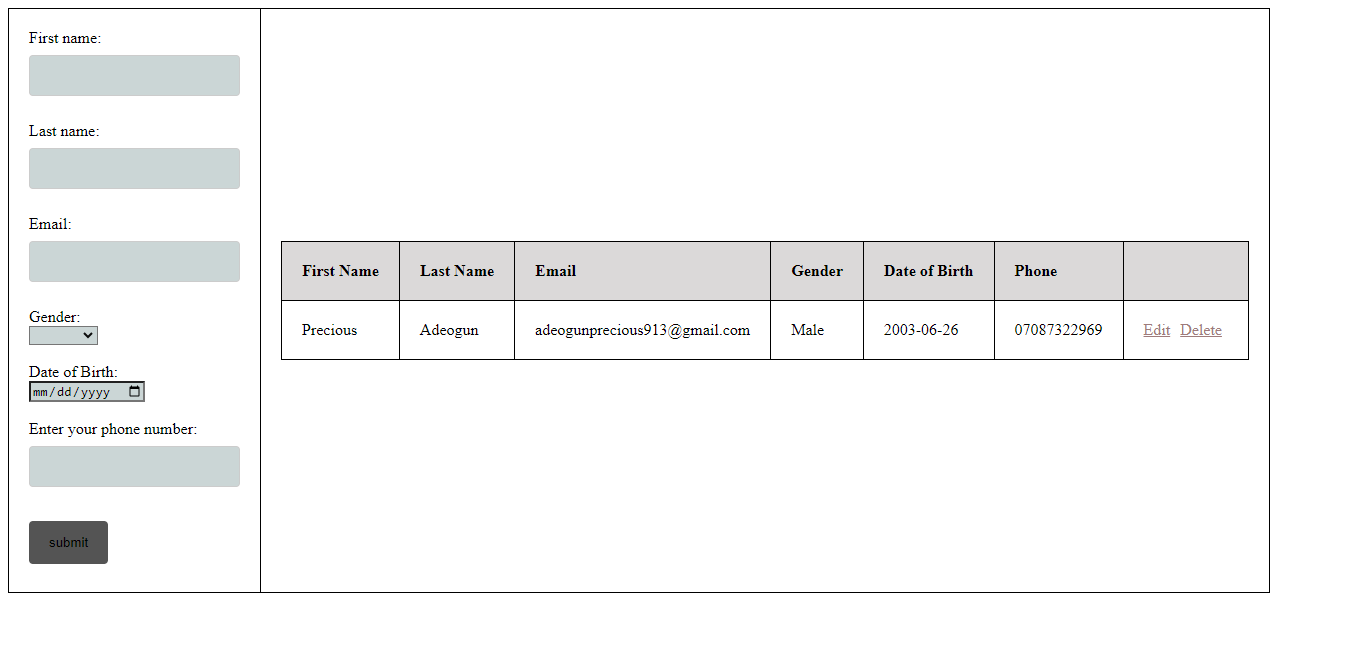 First name:
Last name:
Email:
Gender:
Date of Birth:
mm/dd/yyyy
Enter your phone number:
submit
First Name Last Name Email Gender Date of Birth Phone
Precious Adeogun adeogunprecious913@gmail.com Male 2003-06-26 07087322969 Edit Delete